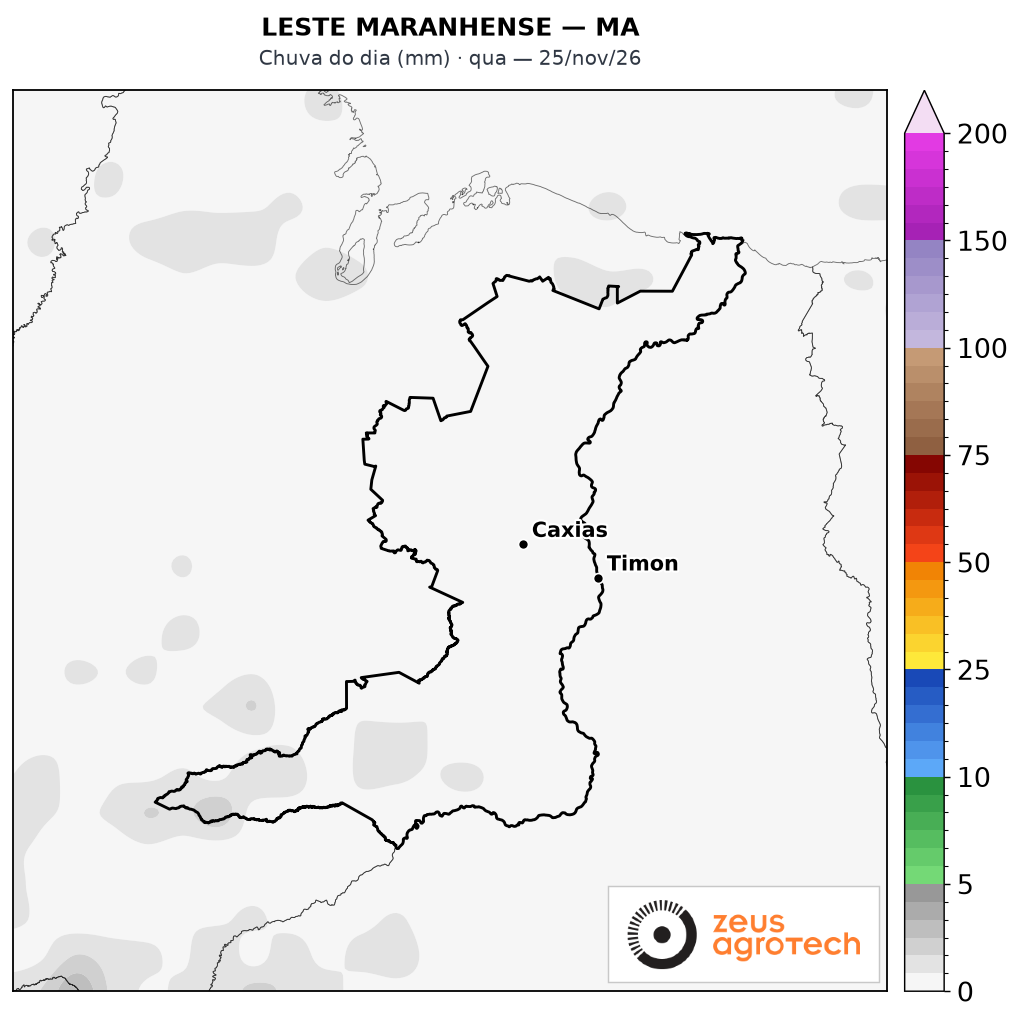 LESTE MARANHENSE — MA
Chuva do dia (mm) · qua — 25/nov/26
200
150
100
75
50
25
10
5
0
Caxias
Timon
zeus
agrotech